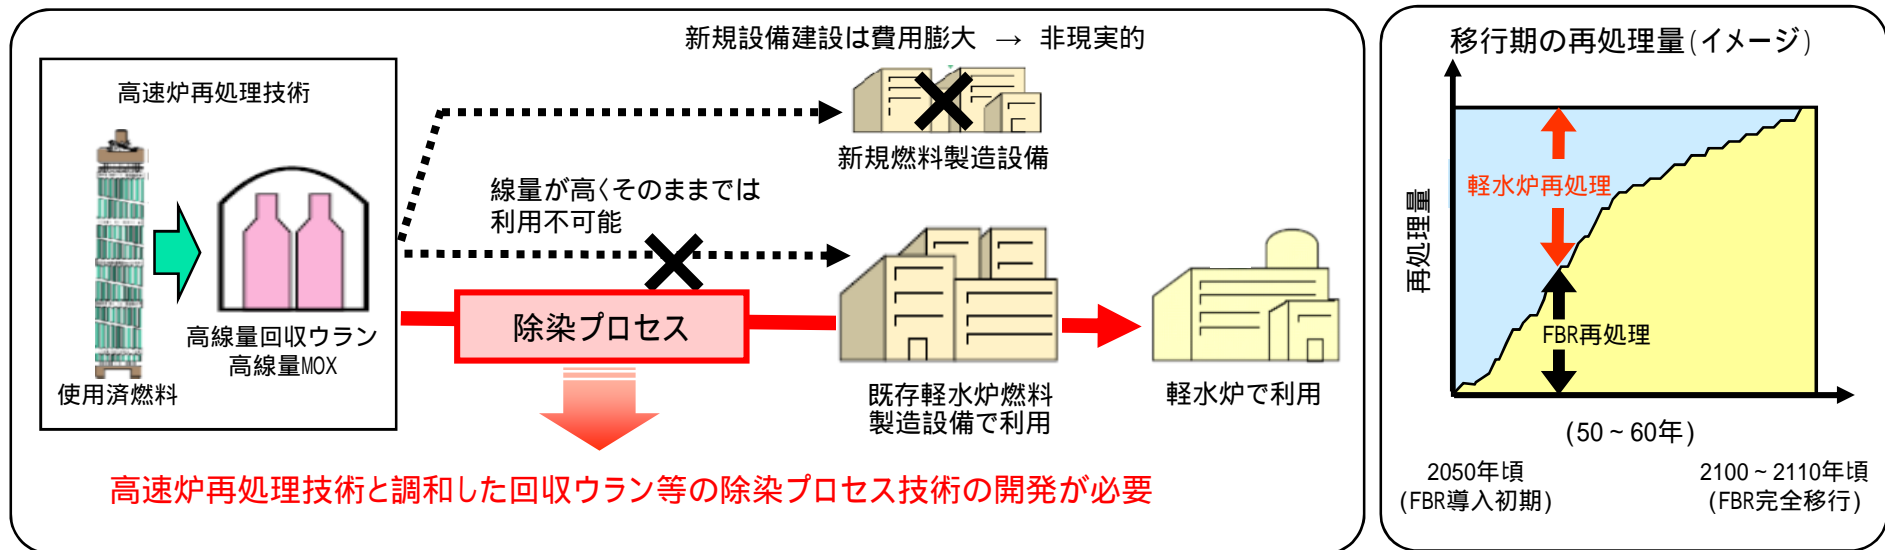 新規設備建設は費用膨大 → 非現実的
高速炉再処理技術
新規燃料製造設備
線量が高くそのままでは
利用不可能
除染プロセス
高線量回収ウラン
高線量MOX
使用済燃料
既存軽水炉燃料
製造設備で利用
軽水炉で利用
高速炉再処理技術と調和した回収ウラン等の除染プロセス技術の開発が必要
移行期の再処理量(イメージ)
軽水炉再処理
再処理量
FBR再処理
(50~60年)
2050年頃
(FBR導入初期)
2100~2110年頃
(FBR完全移行)